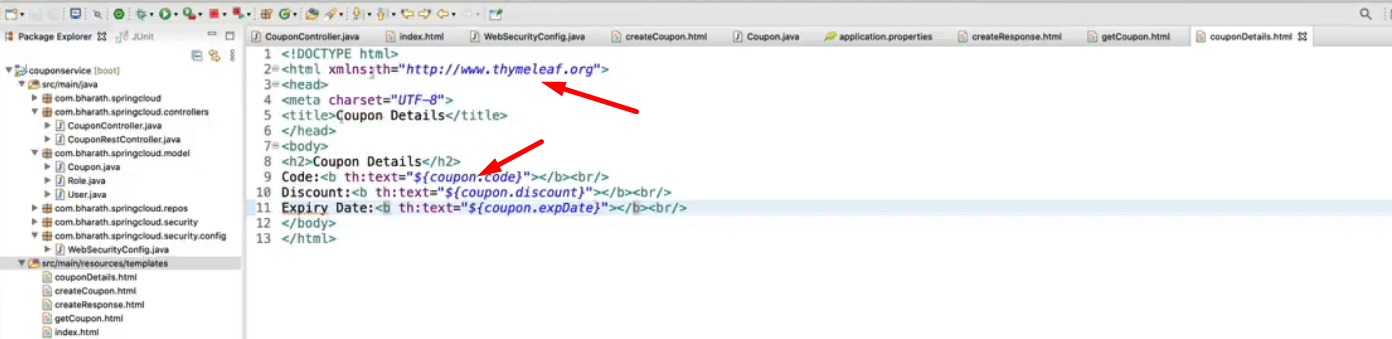 Package Explorer
JUnit
couponservice [boot]
src/main/java
com.bharath.springcloud
com.bharath.springcloud.controllers
CouponController.java
CouponRestController.java
com.bharath.springcloud.model
Coupon.java
Role.java
User.java
com.bharath.springcloud.repos
com.bharath.springcloud.security
com.bharath.springcloud.security.config
WebSecurityConfig.java
src/main/resources/templates
couponDetails.html
createCoupon.html
createResponse.html
getCoupon.html
index.html
CouponController.java
index.html
WebSecurityConfig.java
createCoupon.html
Coupon.java
application.properties
createResponse.html
getCoupon.html
couponDetails.html
1 <!DOCTYPE html>
2 <html xmlns:th="http://www.thymeleaf.org">
3 <head>
4 <meta charset="UTF-8">
5 <title>Coupon Details</title>
6 </head>
7 <body>
8 <h2>Coupon Details</h2>
9 Code:<b th:text="${coupon.code}"></b><br/>
10 Discount:<b th:text="${coupon.discount}"></b><br/>
11 Expiry Date:<b th:text="${coupon.expDate}"></b><br/>
12 </body>
13 </html>